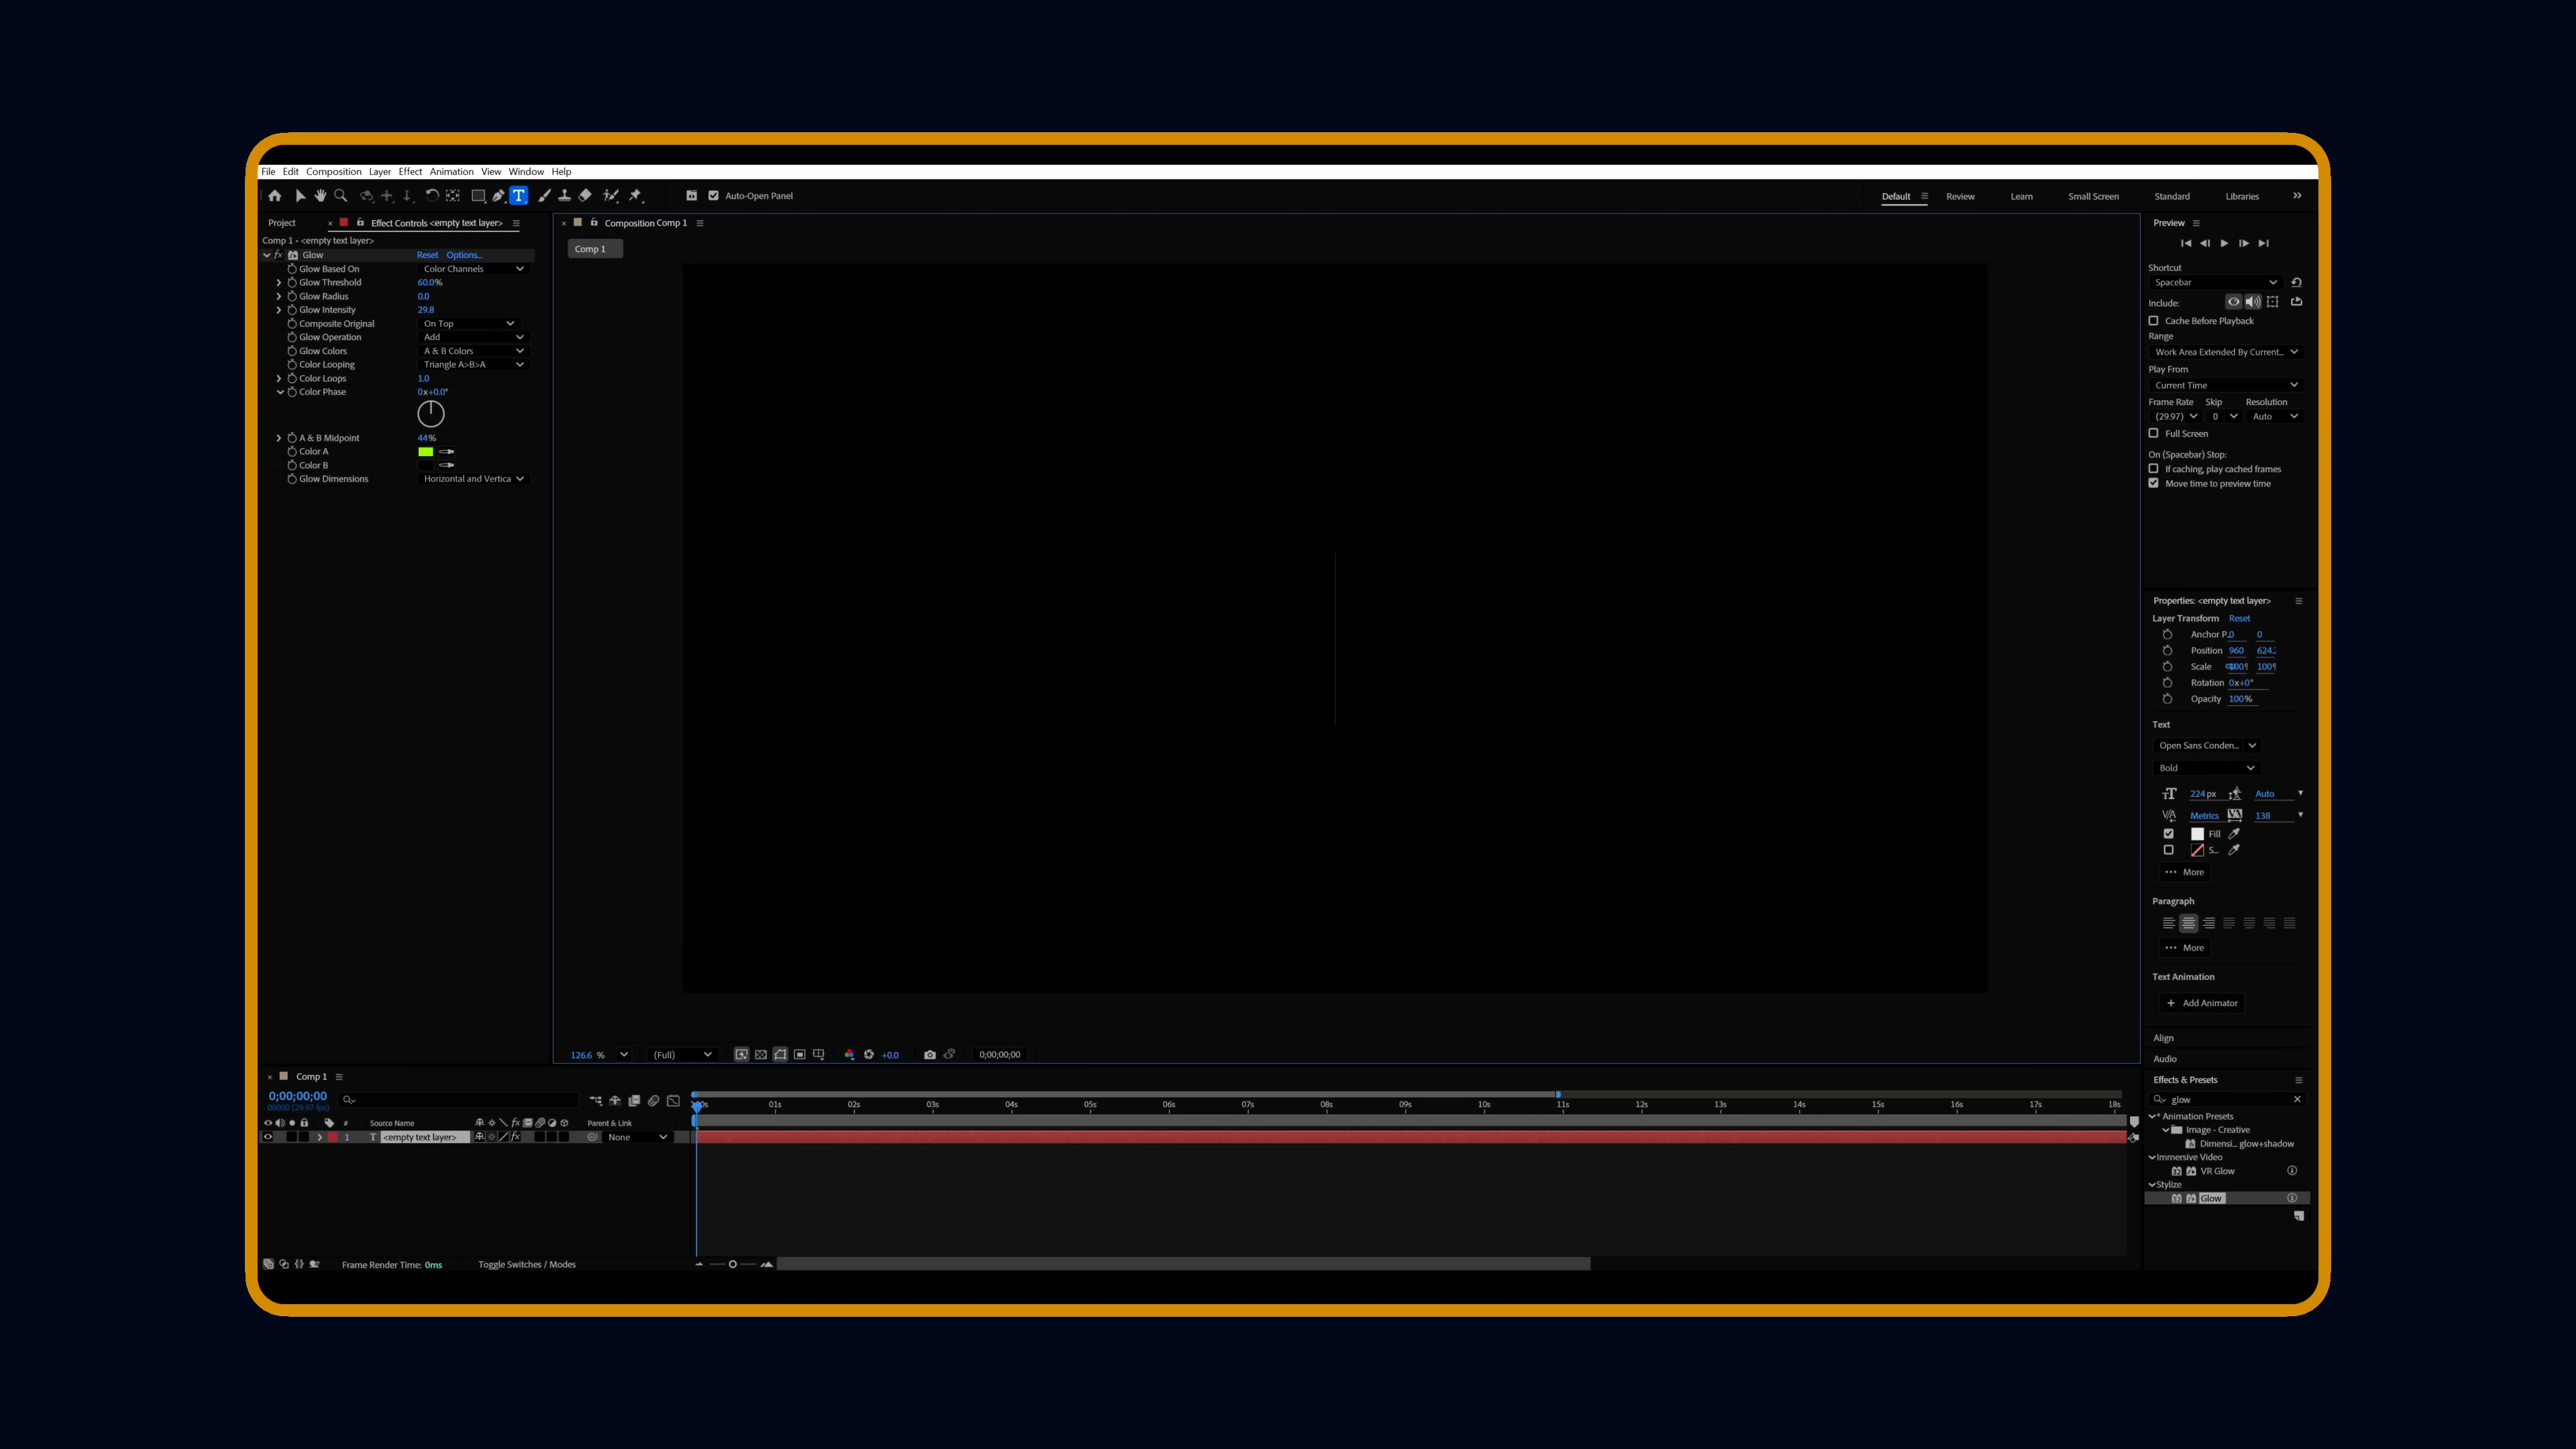 File Edit Composition Layer Effect Animation View Window Help
Auto-Open Panel
Default Review Learn Small Screen Standard Libraries
Project Effect Controls <empty text layer>
Comp 1 • <empty text layer>
fx Glow Reset Options...
Glow Based On Color Channels
Glow Threshold 60.0%
Glow Radius 0.0
Glow Intensity 29.8
Composite Original On Top
Glow Operation Add
Glow Colors A & B Colors
Color Looping Triangle A>B>A
Color Loops 1.0
Color Phase 0x+0.0°
A & B Midpoint 44%
Color A
Color B
Glow Dimensions Horizontal and Vertica
Composition Comp 1
Comp 1
126.6 % (Full) +0.0 0;00;00;00
Preview
Shortcut
Spacebar
Include:
Cache Before Playback
Range
Work Area Extended By Current...
Play From
Current Time
Frame Rate Skip Resolution
(29.97) 0 Auto
Full Screen
On (Spacebar) Stop:
If caching, play cached frames
Move time to preview time
Properties: <empty text layer>
Layer Transform Reset
Anchor P 0 0
Position 960 624.
Scale 100 100
Rotation 0x+0°
Opacity 100%
Text
Open Sans Conden...
Bold
224 px Auto
Metrics 138
Fill
S...
More
Paragraph
More
Text Animation
+ Add Animator
Align
Audio
Effects & Presets
glow
* Animation Presets
Image - Creative
Dimensi... glow+shadow
Immersive Video
VR Glow
Stylize
Glow
Comp 1
0;00;00;00
00000 (29.97 fps)
01s 02s 03s 04s 05s 06s 07s 08s 09s 10s 11s 12s 13s 14s 15s 16s 17s 18s
# Source Name fx Parent & Link
1 T <empty text layer> fx None
Frame Render Time: 0ms Toggle Switches / Modes